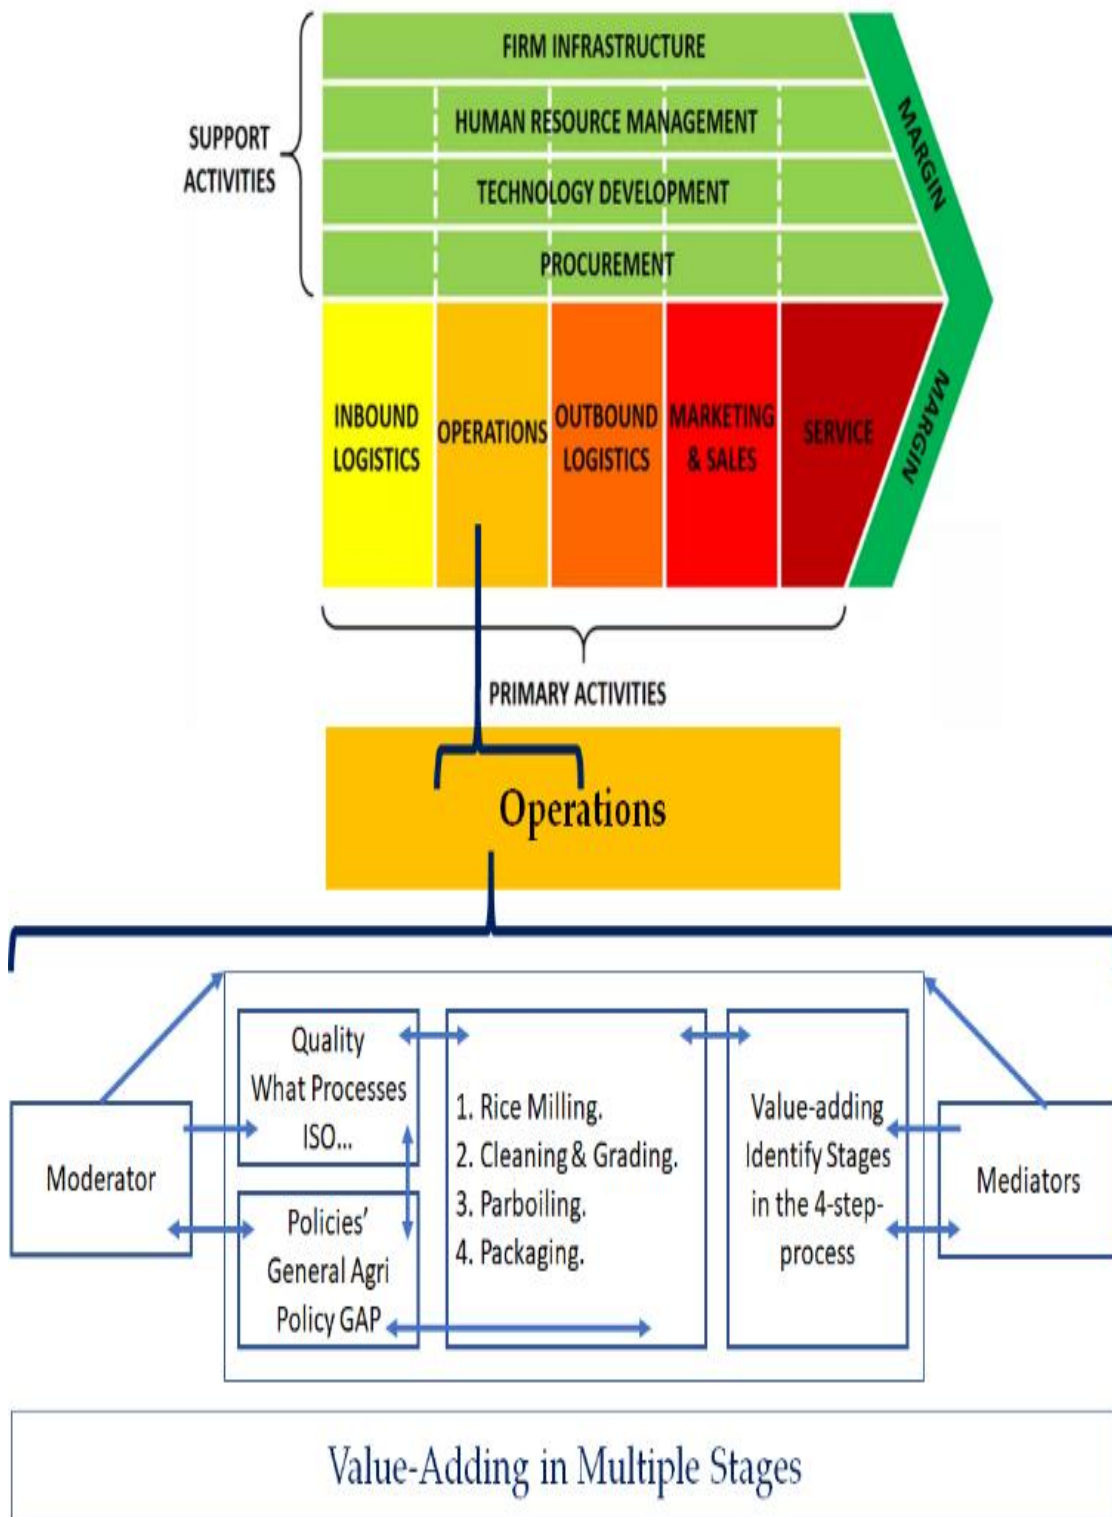 FIRM INFRASTRUCTURE
SUPPORT
ACTIVITIES
HUMAN RESOURCE MANAGEMENT
TECHNOLOGY DEVELOPMENT
PROCUREMENT
MARGIN
MARGIN
INBOUND
LOGISTICS
OPERATIONS
OUTBOUND
LOGISTICS
MARKETING
& SALES
SERVICE
PRIMARY ACTIVITIES
Operations
Moderator
Quality
What Processes
ISO...
Policies'
General Agri
Policy GAP
1. Rice Milling.
2. Cleaning & Grading.
3. Parboiling.
4. Packaging.
Value-adding
Identify Stages
in the 4-step-
process
Mediators
Value-Adding in Multiple Stages